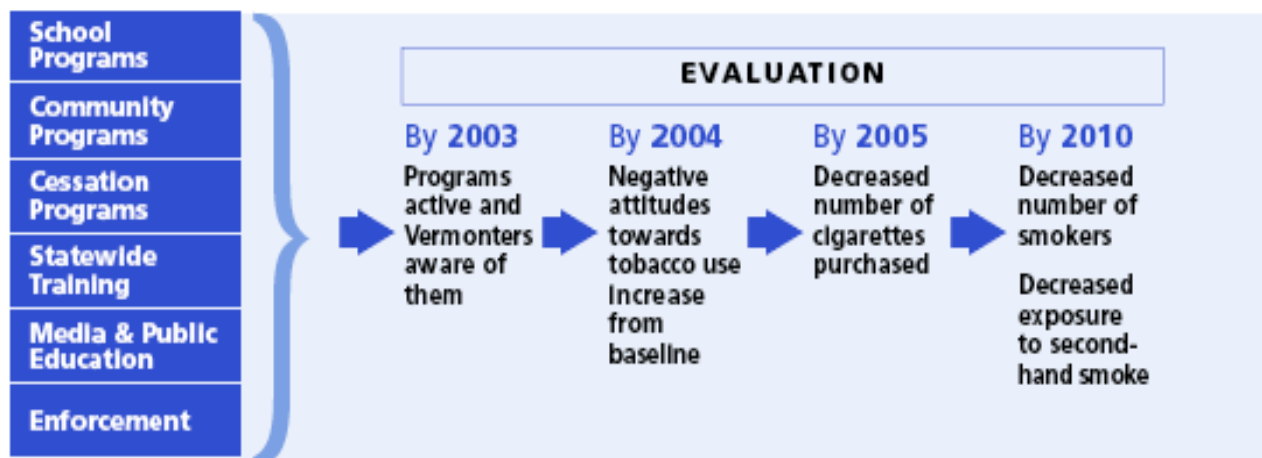 School
Programs
Community
Programs
Cessation
Programs
Statewide
Training
Media & Public
Education
Enforcement
EVALUATION
By 2003
Programs
active and
Vermonters
aware of
them
By 2004
Negative
attitudes
towards
tobacco use
increase
from
baseline
By 2005
Decreased
number of
cigarettes
purchased
By 2010
Decreased
number of
smokers
Decreased
exposure
to second-
hand smoke